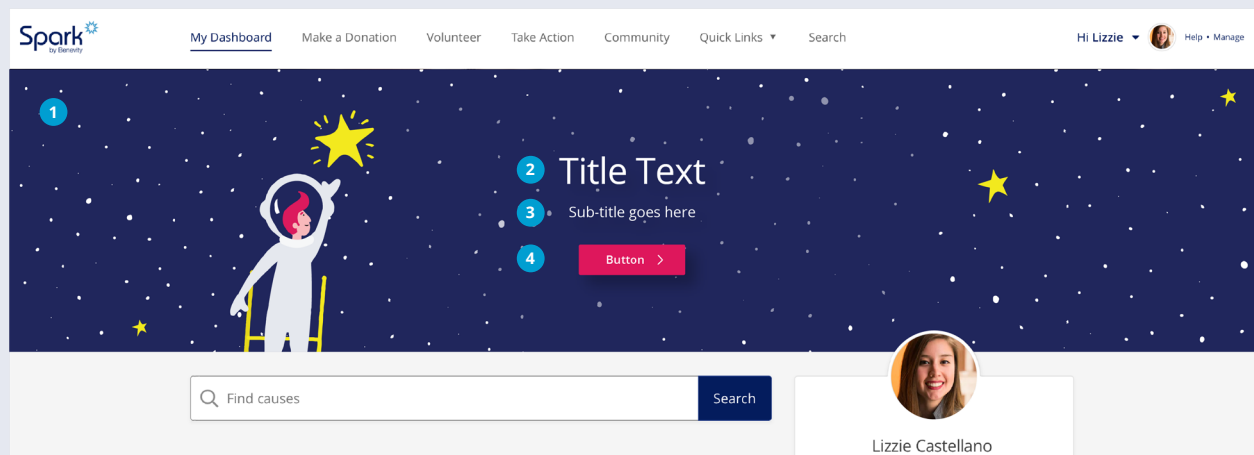 Spark
by Benevity
My Dashboard Make a Donation Volunteer Take Action Community Quick Links ▼ Search
Hi Lizzie ▼ Help • Manage
1
2 Title Text
3 Sub-title goes here
4 Button >
Find causes Search
Lizzie Castellano